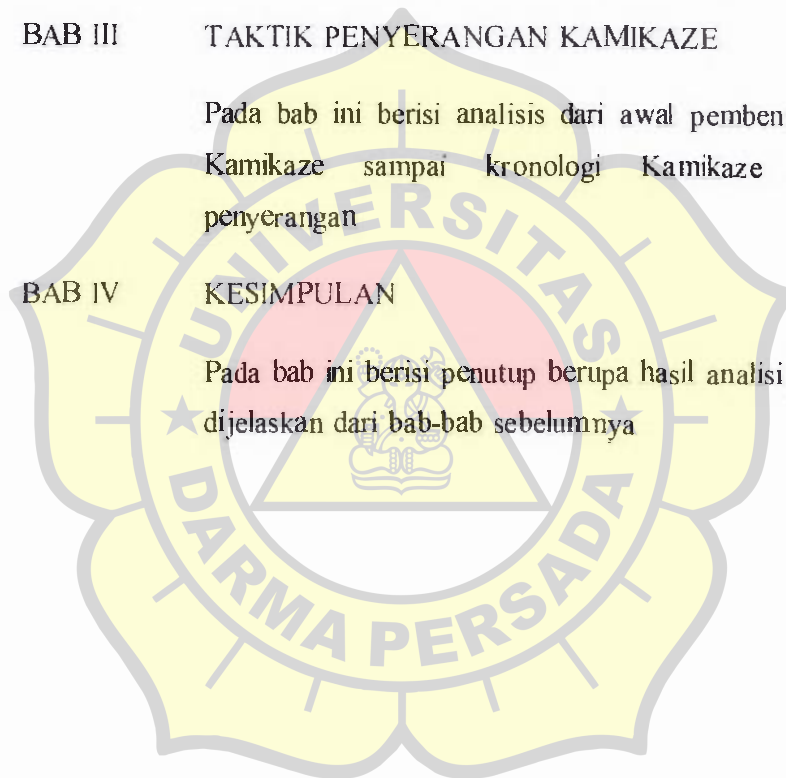 BAB III TAKTIK PENYERANGAN KAMIKAZE
Pada bab ini berisi analisis dari awal pemben
Kamikaze sampai kronologi Kamikaze
penyerangan
BAB IV KESIMPULAN
Pada bab ini berisi penutup berupa hasil analisi
dijelaskan dari bab-bab sebelumnya
UNIVERSITAS
DARMA PERSADA